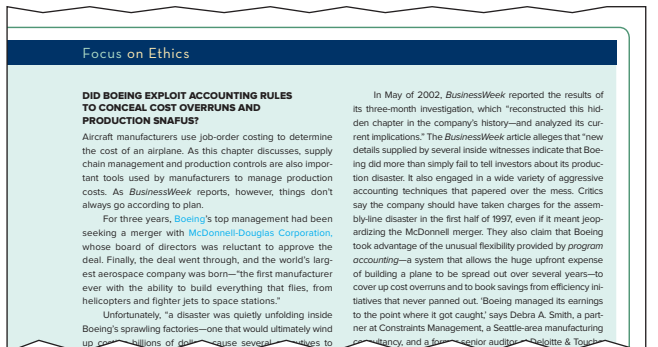 Focus on Ethics
DID BOEING EXPLOIT ACCOUNTING RULES
TO CONCEAL COST OVERRUNS AND
PRODUCTION SNAFUS?
Aircraft manufacturers use job-order costing to determine
the cost of an airplane. As this chapter discusses, supply
chain management and production controls are also impor-
tant tools used by manufacturers to manage production
costs. As BusinessWeek reports, however, things don't
always go according to plan.
For three years, Boeing's top management had been
seeking a merger with McDonnell-Douglas Corporation,
whose board of directors was reluctant to approve the
deal. Finally, the deal went through, and the world's larg-
est aerospace company was born—"the first manufacturer
ever with the ability to build everything that flies, from
helicopters and fighter jets to space stations."
Unfortunately, "a disaster was quietly unfolding inside
Boeing's sprawling factories—one that would ultimately wind
up billions of cause several to
In May of 2002, BusinessWeek reported the results of
its three-month investigation, which "reconstructed this hid-
den chapter in the company's history—and analyzed its cur-
rent implications." The BusinessWeek article alleges that "new
details supplied by several inside witnesses indicate that Boe-
ing did more than simply fail to tell investors about its produc-
tion disaster. It also engaged in a wide variety of aggressive
accounting techniques that papered over the mess. Critics
say the company should have taken charges for the assem-
bly-line disaster in the first half of 1997, even if it meant jeop-
ardizing the McDonnell merger. They also claim that Boeing
took advantage of the unusual flexibility provided by program
accounting—a system that allows the huge upfront expense
of building a plane to be spread out over several years—to
cover up cost overruns and to book savings from efficiency ini-
tiatives that never panned out. 'Boeing managed its earnings
to the point where it got caught,' says Debra A. Smith, a part-
ner at Constraints Management, a Seattle-area manufacturing
and a senior auditor Deloitte & Touche